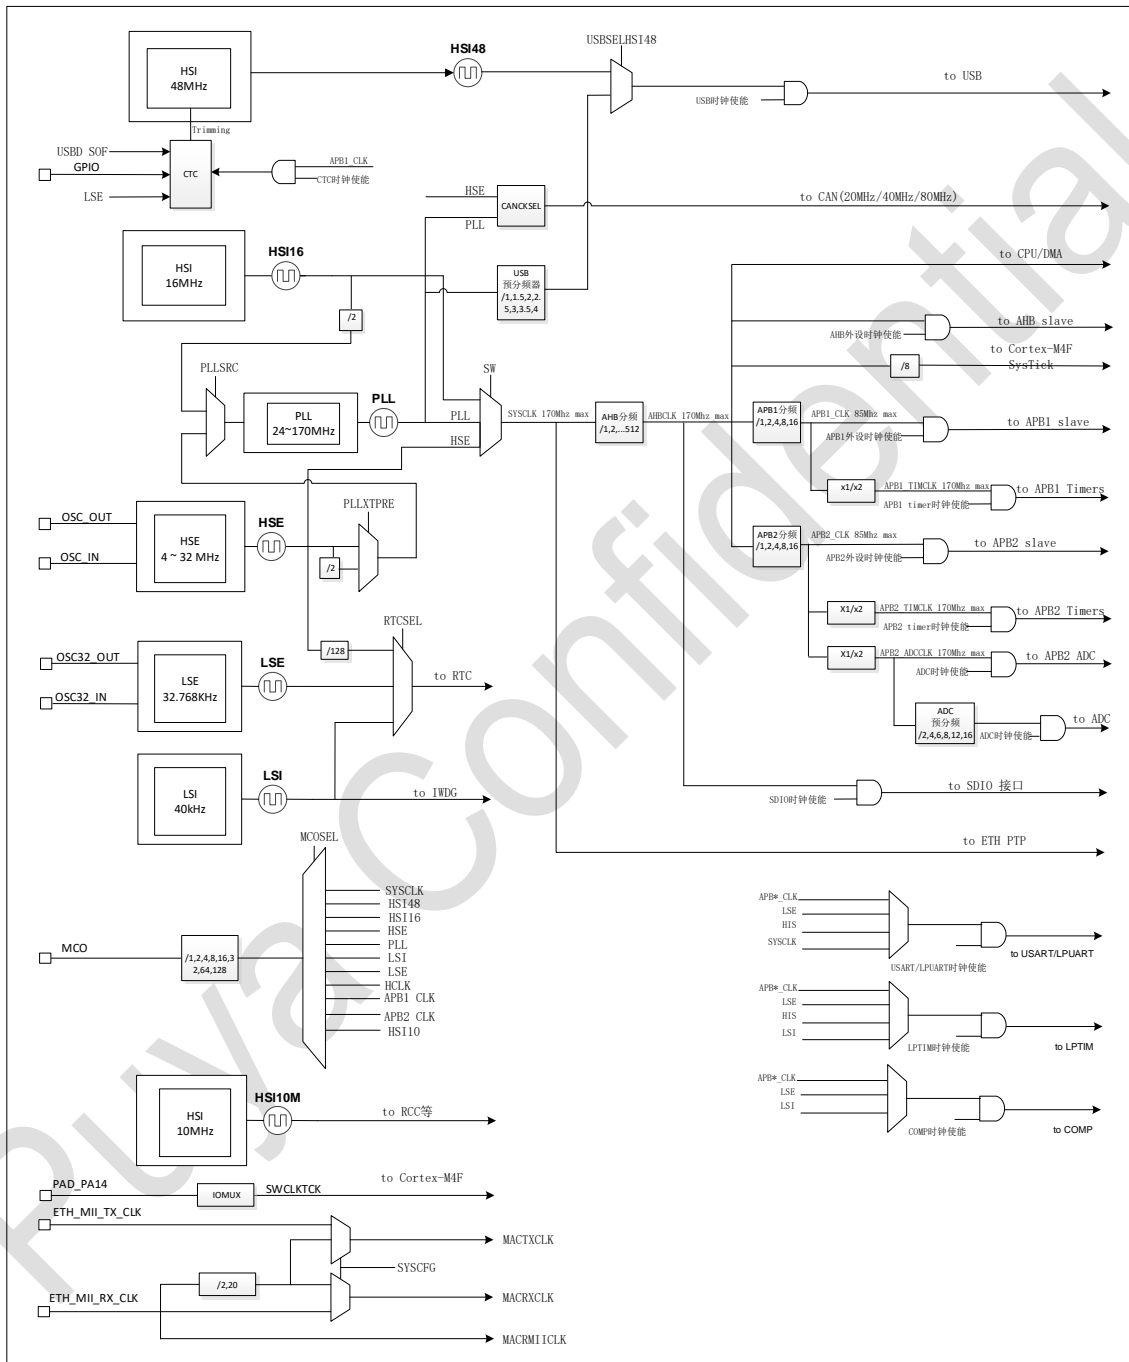 HSI
48MHz
HSI48
USBSELHSI48
to USB
USB时钟使能
Trimming
USBD SOF
GPIO
LSE
CTC
APB1_CLK
CTC时钟使能
HSE
PLL
CANCKSEL
to CAN(20MHz/40MHz/80MHz)
HSI
16MHz
HSI16
/2
USB
预分频器
/1,1.5,2,2.
5,3,3.5,4
to CPU/DMA
AHB外设时钟使能
to AHB slave
/8
to Cortex-M4F
SysTick
PLLSRC
PLL
24~170MHz
PLL
SW
PLL
HSE
SYSCLK 170Mhz max
AHB分频
/1,2,...512
AHBCLK 170Mhz max
APB1分频
/1,2,4,8,16
APB1_CLK 85Mhz max
APB1外设时钟使能
to APB1 slave
x1/x2
APB1_TIMCLK 170Mhz max
APB1 timer时钟使能
to APB1 Timers
OSC_OUT
OSC_IN
HSE
4 ~ 32 MHz
HSE
/2
PLLXTPRE
APB2分频
/1,2,4,8,16
APB2_CLK 85Mhz max
APB2外设时钟使能
to APB2 slave
X1/x2
APB2_TIMCLK 170Mhz max
APB2 timer时钟使能
to APB2 Timers
X1/x2
APB2_ADCCLK 170Mhz max
ADC时钟使能
to APB2 ADC
ADC
预分频
/2,4,6,8,12,16
ADC时钟使能
to ADC
/128
RTCSEL
OSC32_OUT
OSC32_IN
LSE
32.768KHz
LSE
to RTC
LSI
40kHz
LSI
to IWDG
SDIO时钟使能
to SDIO 接口
to ETH PTP
MCOSEL
SYSCLK
HSI48
HSI16
HSE
PLL
LSI
LSE
HCLK
APB1 CLK
APB2 CLK
HSI10
MCO
/1,2,4,8,16,3
2,64,128
APB*_CLK
LSE
HIS
SYSCLK
USART/LPUART时钟使能
to USART/LPUART
APB*_CLK
LSE
HIS
LSI
LPTIM时钟使能
to LPTIM
APB*_CLK
LSE
LSI
COMP时钟使能
to COMP
HSI
10MHz
HSI10M
to RCC等
PAD_PA14
IOMUX
SWCLKTCK
to Cortex-M4F
ETH_MII_TX_CLK
MACTXCLK
SYSCFG
/2,20
ETH_MII_RX_CLK
MACRXCLK
MACRMIICLK
Puya Confidential